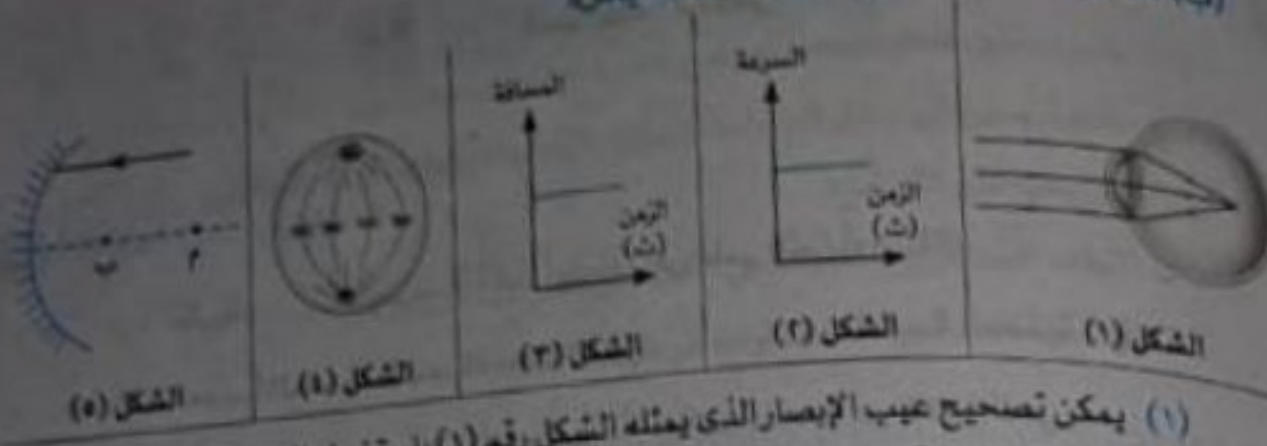 السرعة
الزمن
(ث)
المسافة
الزمن
(ث)
م
ب
الشكل (١)
الشكل (٢)
الشكل (٣)
الشكل (٤)
الشكل (٥)
(١) يمكن تصحيح عيب الإبصار الذى يمثله الشكل رقم (١)